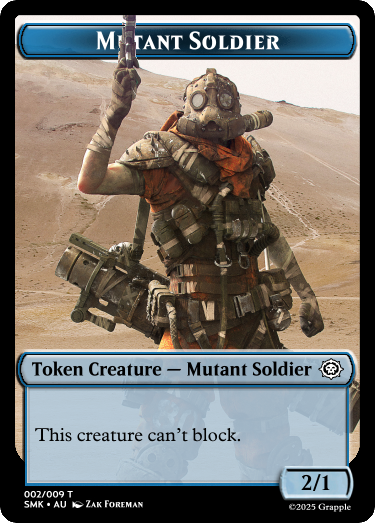 Mutant Soldier
Token Creature — Mutant Soldier
This creature can't block.
2/1
002/009 T
SMK • AU Zak Foreman
©2025 Grapple